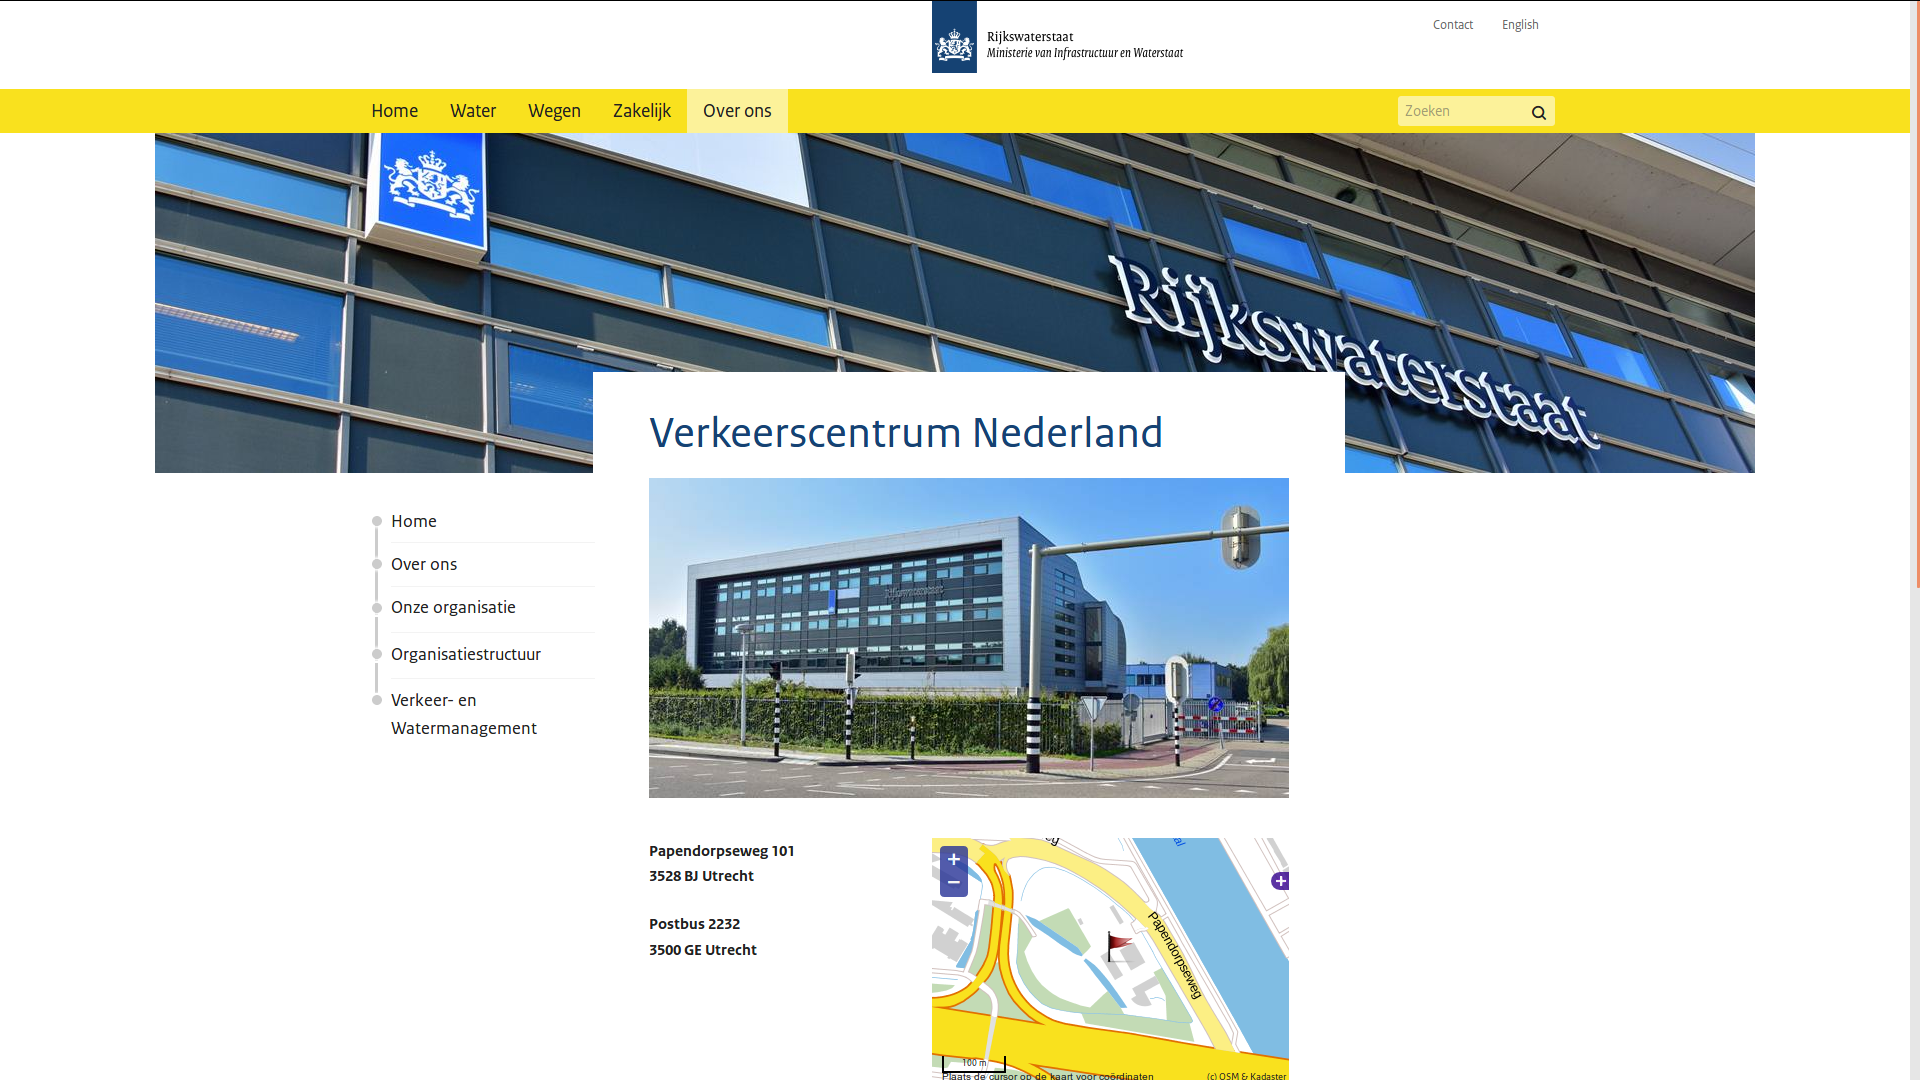 Rijkswaterstaat
Ministerie van Infrastructuur en Waterstaat
Contact
English
Home
Water
Wegen
Zakelijk
Over ons
Zoeken
Rijkswaterstaat
Verkeerscentrum Nederland
Home
Over ons
Onze organisatie
Organisatiestructuur
Verkeer- en
Watermanagement
Rijkswaterstaat
Papendorpseweg 101
3528 BJ Utrecht
Postbus 2232
3500 GE Utrecht
+
−
+
Papendorpseweg
100 m
Plaats de cursor op de kaart voor coördinaten
(c) OSM & Kadaster